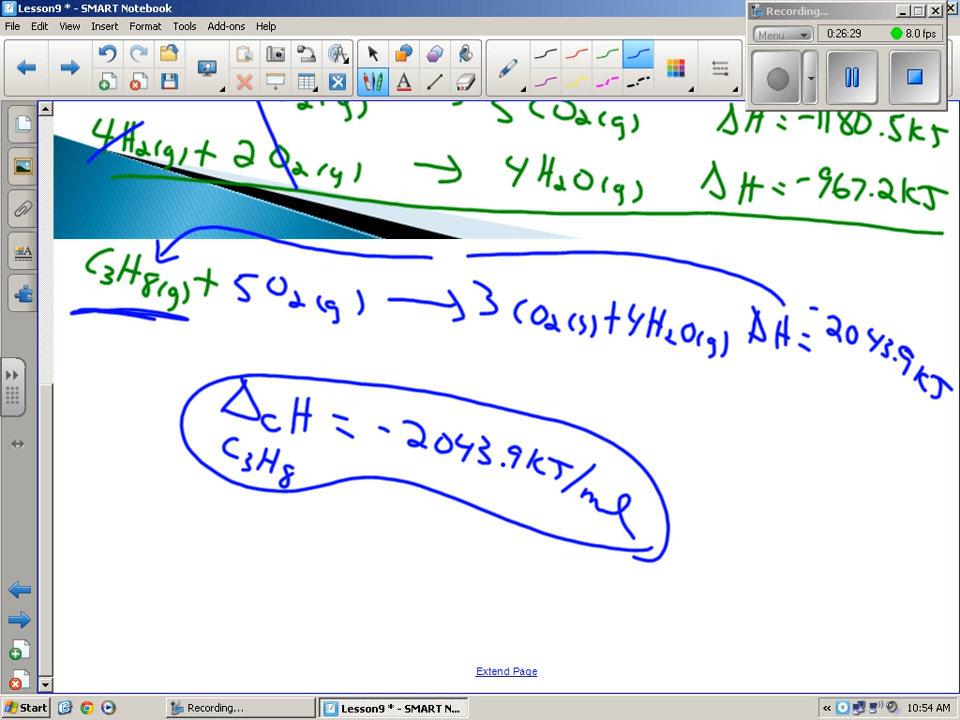 Lesson9 * - SMART Notebook
File Edit View Insert Format Tools Add-ons Help
Recording...
Menu 0:26:29 8.0 fps
O₂(g) 3CO₂(g) ΔH = -1180.5kJ
4H₂(g) + 2O₂(g) → 4H₂O(g) ΔH = -967.2kJ
C₃H₈(g) + 5O₂(g) → 3CO₂(g) + 4H₂O(g) ΔH = -2043.9kJ
ΔcH = -2043.9kJ/mol
C₃H₈
Extend Page
Start Recording... Lesson9 * - SMART N... « 10:54 AM